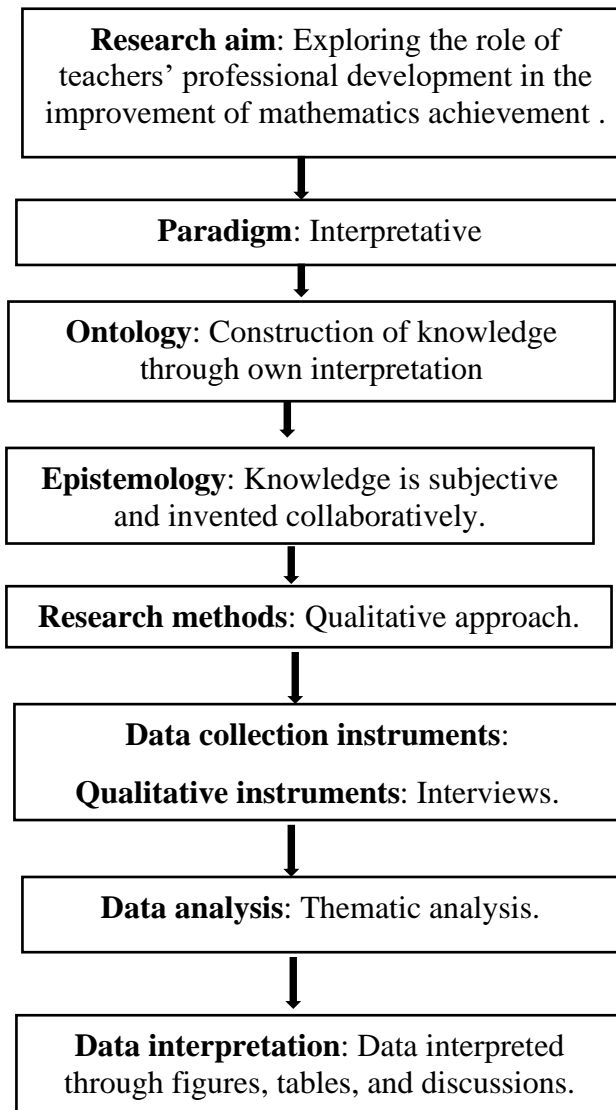 Research aim: Exploring the role of
teachers’ professional development in the
improvement of mathematics achievement .
Paradigm: Interpretative
Ontology: Construction of knowledge
through own interpretation
Epistemology: Knowledge is subjective
and invented collaboratively.
Research methods: Qualitative approach.
Data collection instruments:
Qualitative instruments: Interviews.
Data analysis: Thematic analysis.
Data interpretation: Data interpreted
through figures, tables, and discussions.